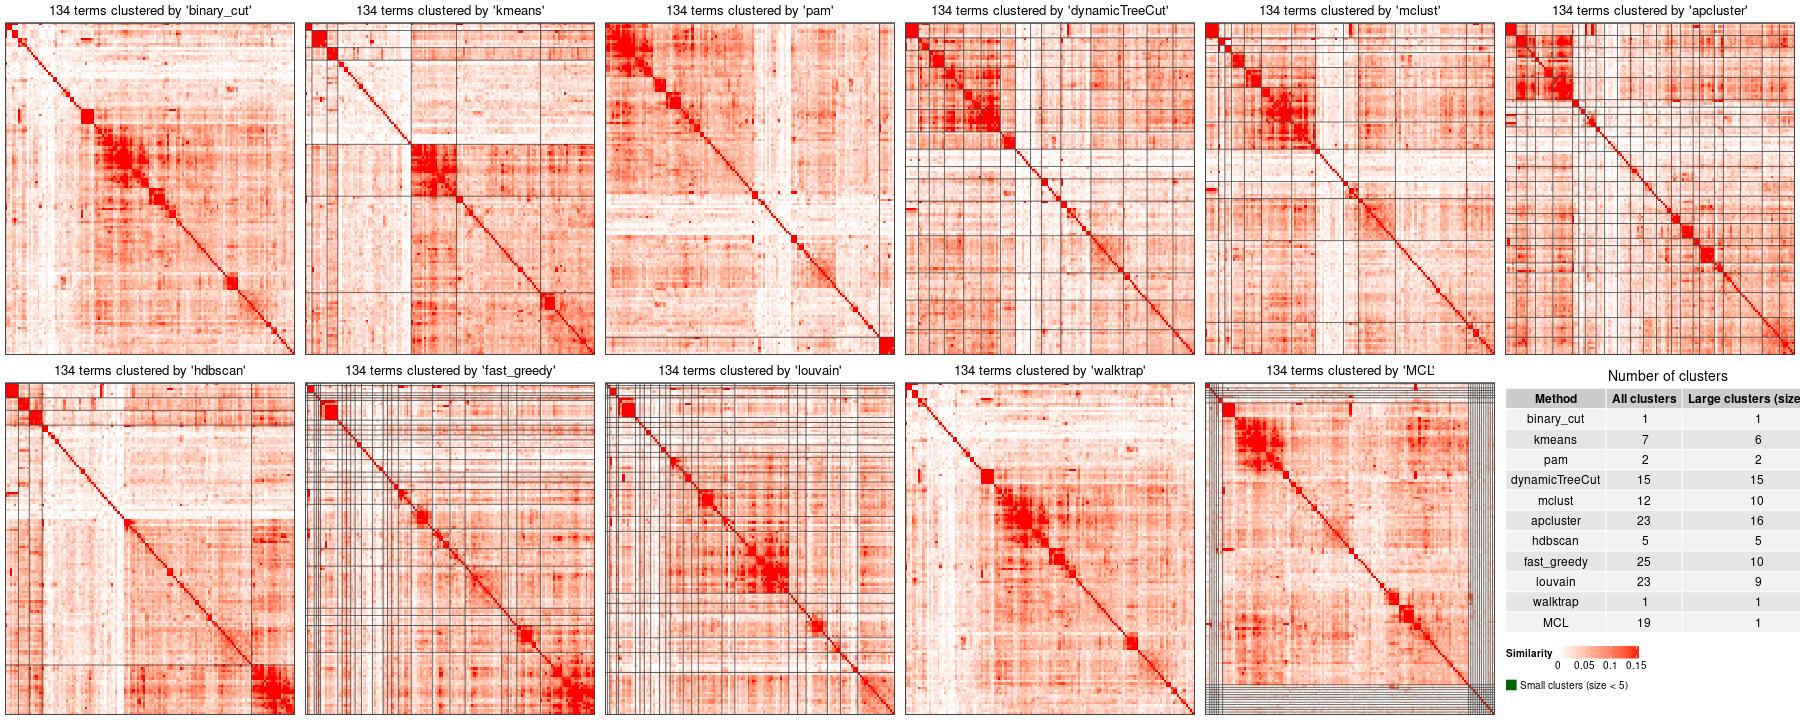 134 terms clustered by 'binary_cut'
134 terms clustered by 'kmeans'
134 terms clustered by 'pam'
134 terms clustered by 'dynamicTreeCut'
134 terms clustered by 'mclust'
134 terms clustered by 'apcluster'
134 terms clustered by 'hdbscan'
134 terms clustered by 'fast_greedy'
134 terms clustered by 'louvain'
134 terms clustered by 'walktrap'
134 terms clustered by 'MCL'
Number of clusters
Method All clusters Large clusters (size
binary_cut 1 1
kmeans 7 6
pam 2 2
dynamicTreeCut 15 15
mclust 12 10
apcluster 23 16
hdbscan 5 5
fast_greedy 25 10
louvain 23 9
walktrap 1 1
MCL 19 1
Similarity
0 0.05 0.1 0.15
Small clusters (size < 5)